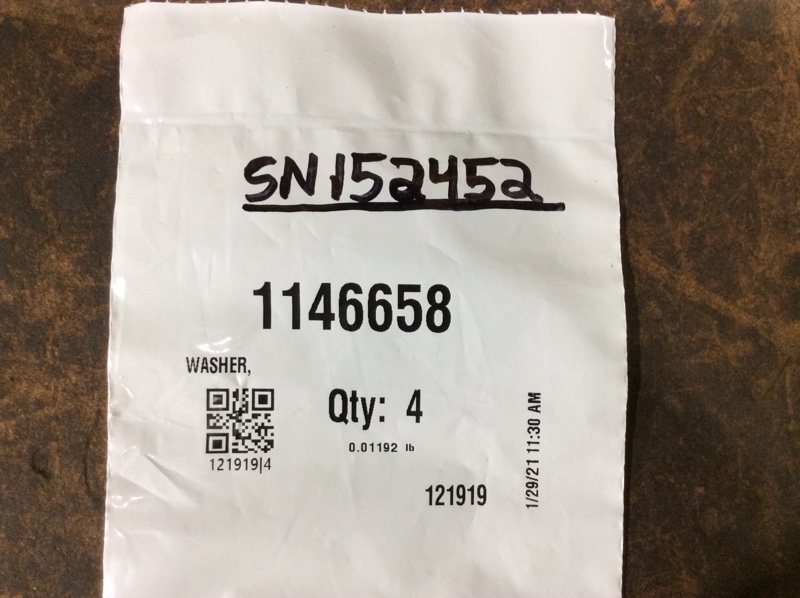 SN152452
1146658
WASHER,
Qty: 4
0.01192 lb
121919|4
121919
1/29/21 11:30 AM